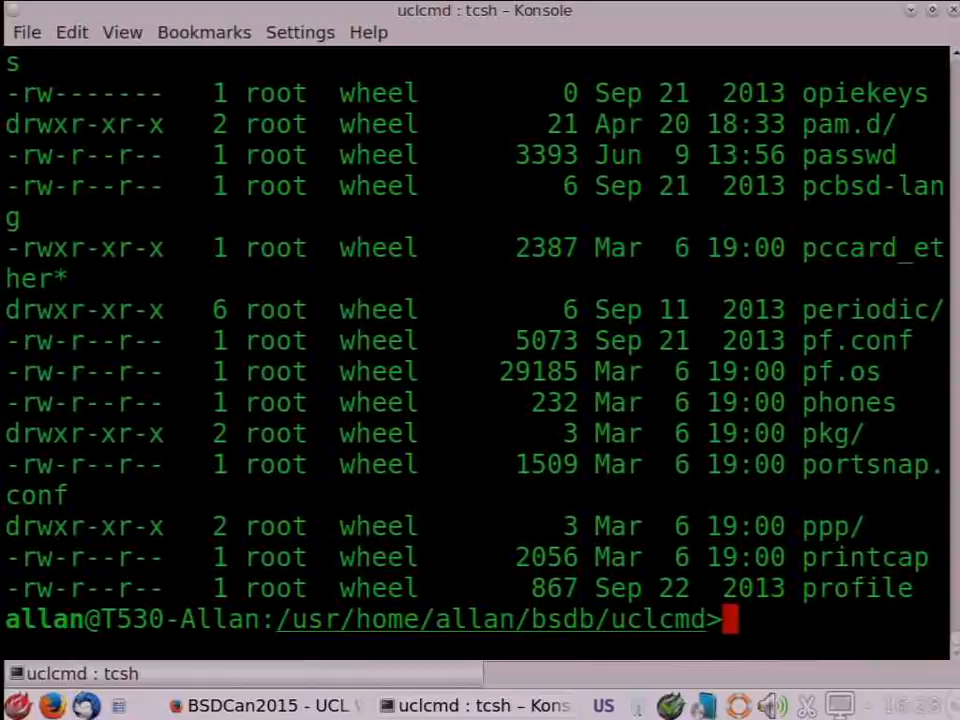 uclcmd : tcsh – Konsole
File Edit View Bookmarks Settings Help
s
-rw------- 1 root wheel 0 Sep 21 2013 opiekeys
drwxr-xr-x 2 root wheel 21 Apr 20 18:33 pam.d/
-rw-r--r-- 1 root wheel 3393 Jun 9 13:56 passwd
-rw-r--r-- 1 root wheel 6 Sep 21 2013 pcbsd-lan
g
-rwxr-xr-x 1 root wheel 2387 Mar 6 19:00 pccard_et
her*
drwxr-xr-x 6 root wheel 6 Sep 11 2013 periodic/
-rw-r--r-- 1 root wheel 5073 Sep 21 2013 pf.conf
-rw-r--r-- 1 root wheel 29185 Mar 6 19:00 pf.os
-rw-r--r-- 1 root wheel 232 Mar 6 19:00 phones
drwxr-xr-x 2 root wheel 3 Mar 6 19:00 pkg/
-rw-r--r-- 1 root wheel 1509 Mar 6 19:00 portsnap.
conf
drwxr-xr-x 2 root wheel 3 Mar 6 19:00 ppp/
-rw-r--r-- 1 root wheel 2056 Mar 6 19:00 printcap
-rw-r--r-- 1 root wheel 867 Sep 22 2013 profile
allan@T530-Allan:/usr/home/allan/bsdb/uclcmd>
uclcmd : tcsh
BSDCan2015 - UCL uclcmd : tcsh – Kons US